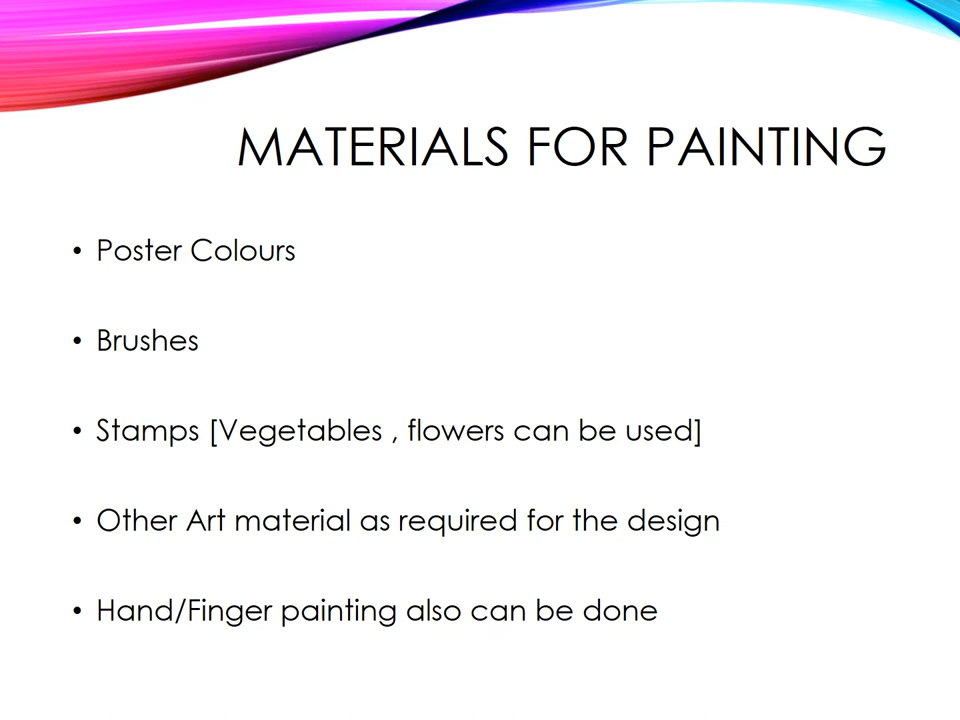 MATERIALS FOR PAINTING
• Poster Colours
• Brushes
• Stamps [Vegetables , flowers can be used]
• Other Art material as required for the design
• Hand/Finger painting also can be done